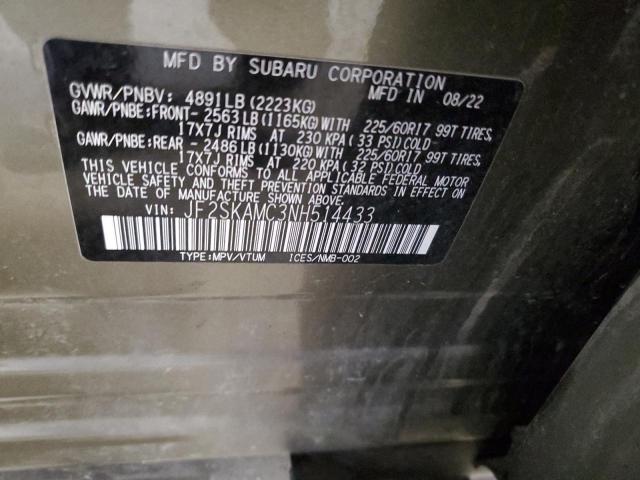 MFD BY SUBARU CORPORATION
GVWR/PNBV: 4891LB (2223KG) MFD IN 08/22
GAWR/PNBE:FRONT- 2563LB(1165KG)WITH 225/60R17 99T TIRES,
17X7J RIMS AT 230 KPA( 33 PSI)COLD
GAWR/PNBE:REAR - 2486LB(1130KG)WITH 225/60R17 99T TIRES,
17X7J RIMS AT 220 KPA( 32 PSI)COLD
THIS VEHICLE CONFORMS TO ALL APPLICABLE FEDERAL MOTOR
VEHICLE SAFETY AND THEFT PREVENTION STANDARDS IN EFFECT ON
THE DATE OF MANUFACTURE SHOWN ABOVE.
VIN: JF2SKAMC3NH514433
TYPE:MPV/VTUM ICES/NMB-002